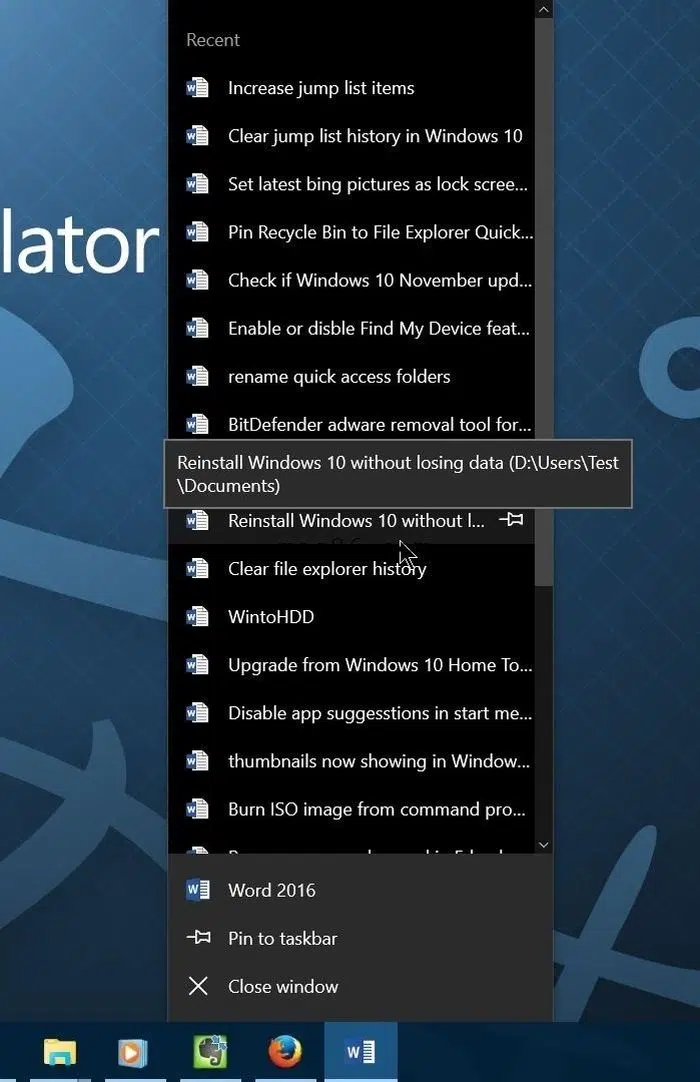 Recent
Increase jump list items
Clear jump list history in Windows 10
Set latest bing pictures as lock scree...
lator
Pin Recycle Bin to File Explorer Quick...
Check if Windows 10 November upd...
Enable or disble Find My Device feat...
rename quick access folders
BitDefender adware removal tool for...
Reinstall Windows 10 without losing data (D:\Users\Test
\Documents)
Reinstall Windows 10 without l...
Clear file explorer history
WintoHDD
Upgrade from Windows 10 Home To...
Disable app suggesstions in start me...
thumbnails now showing in Window...
Burn ISO image from command pro...
Word 2016
Pin to taskbar
Close window